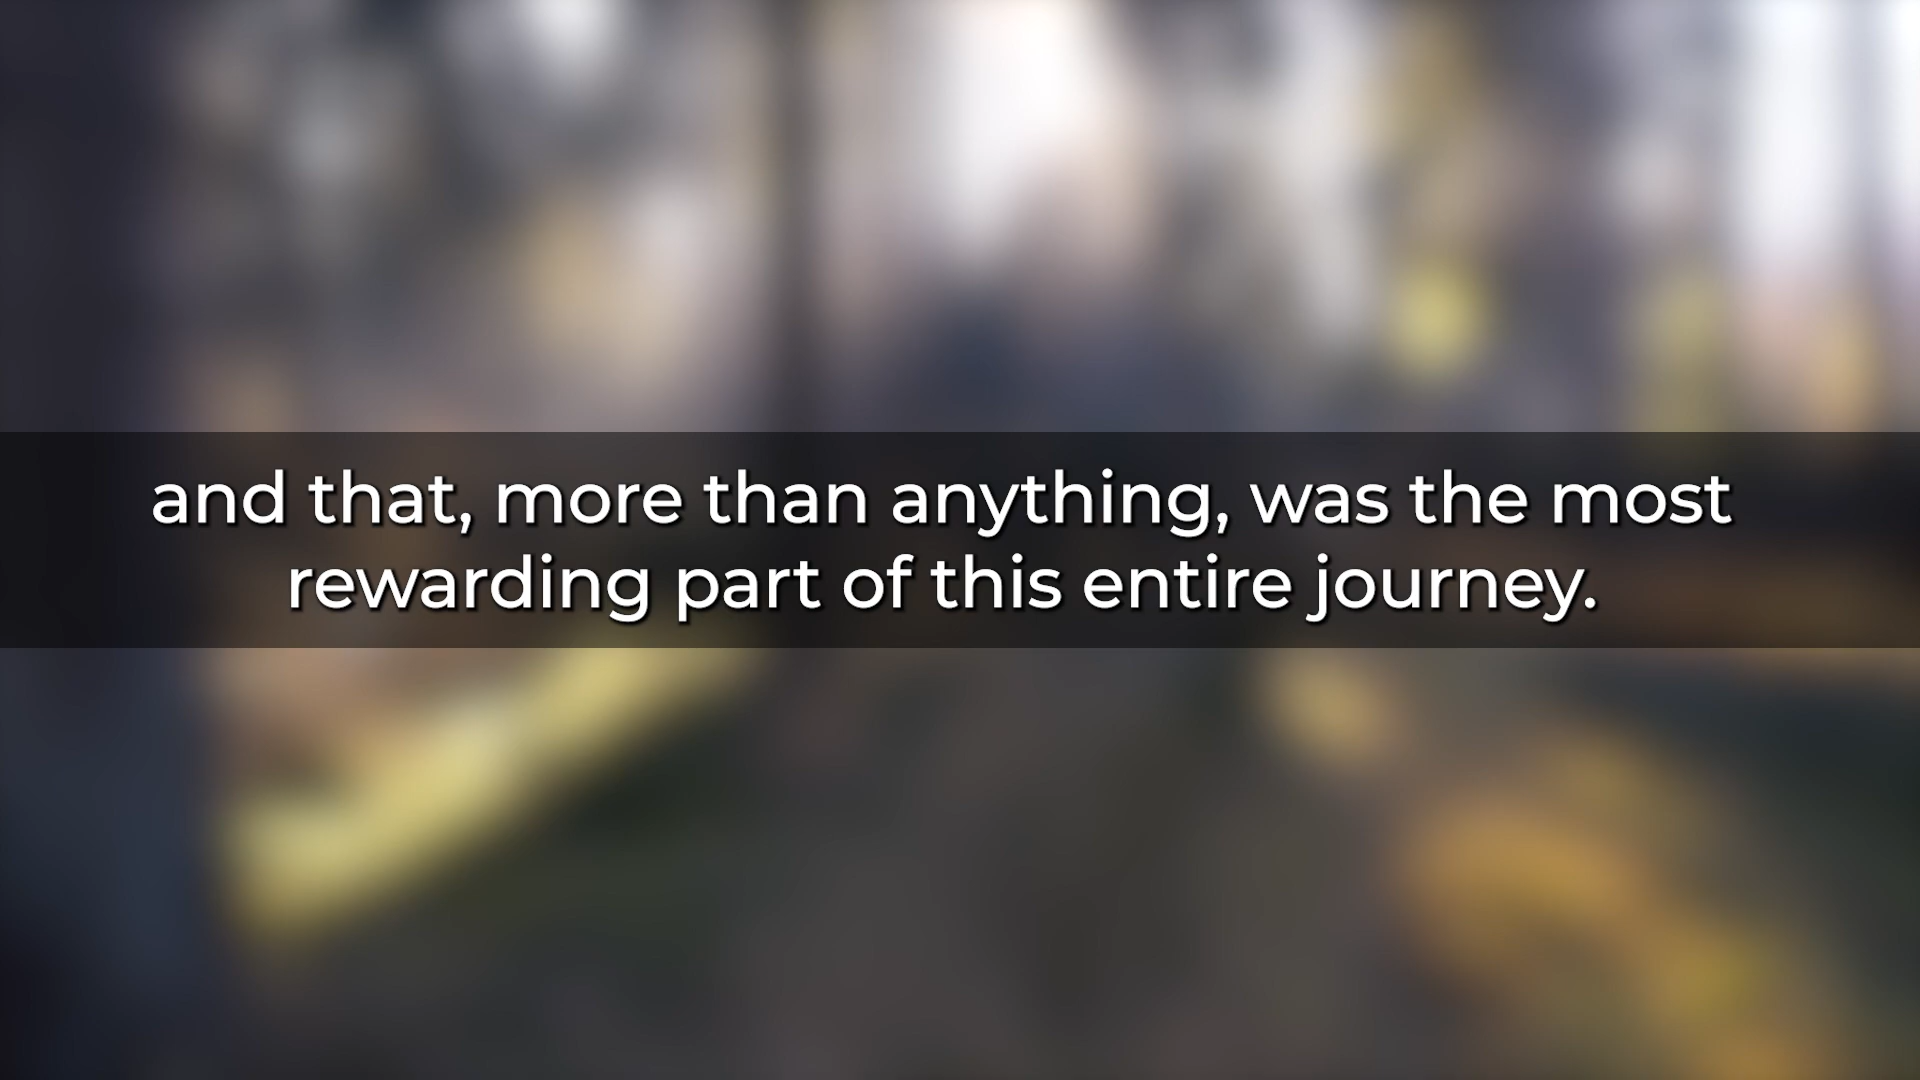 and that, more than anything, was the most
rewarding part of this entire journey.